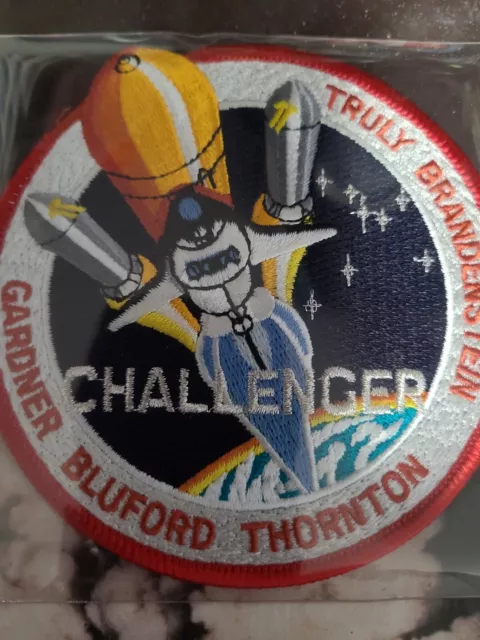 TRULY BRANDENSTEIN
CHALLENGER
GARDNER BLUFORD THORNTON